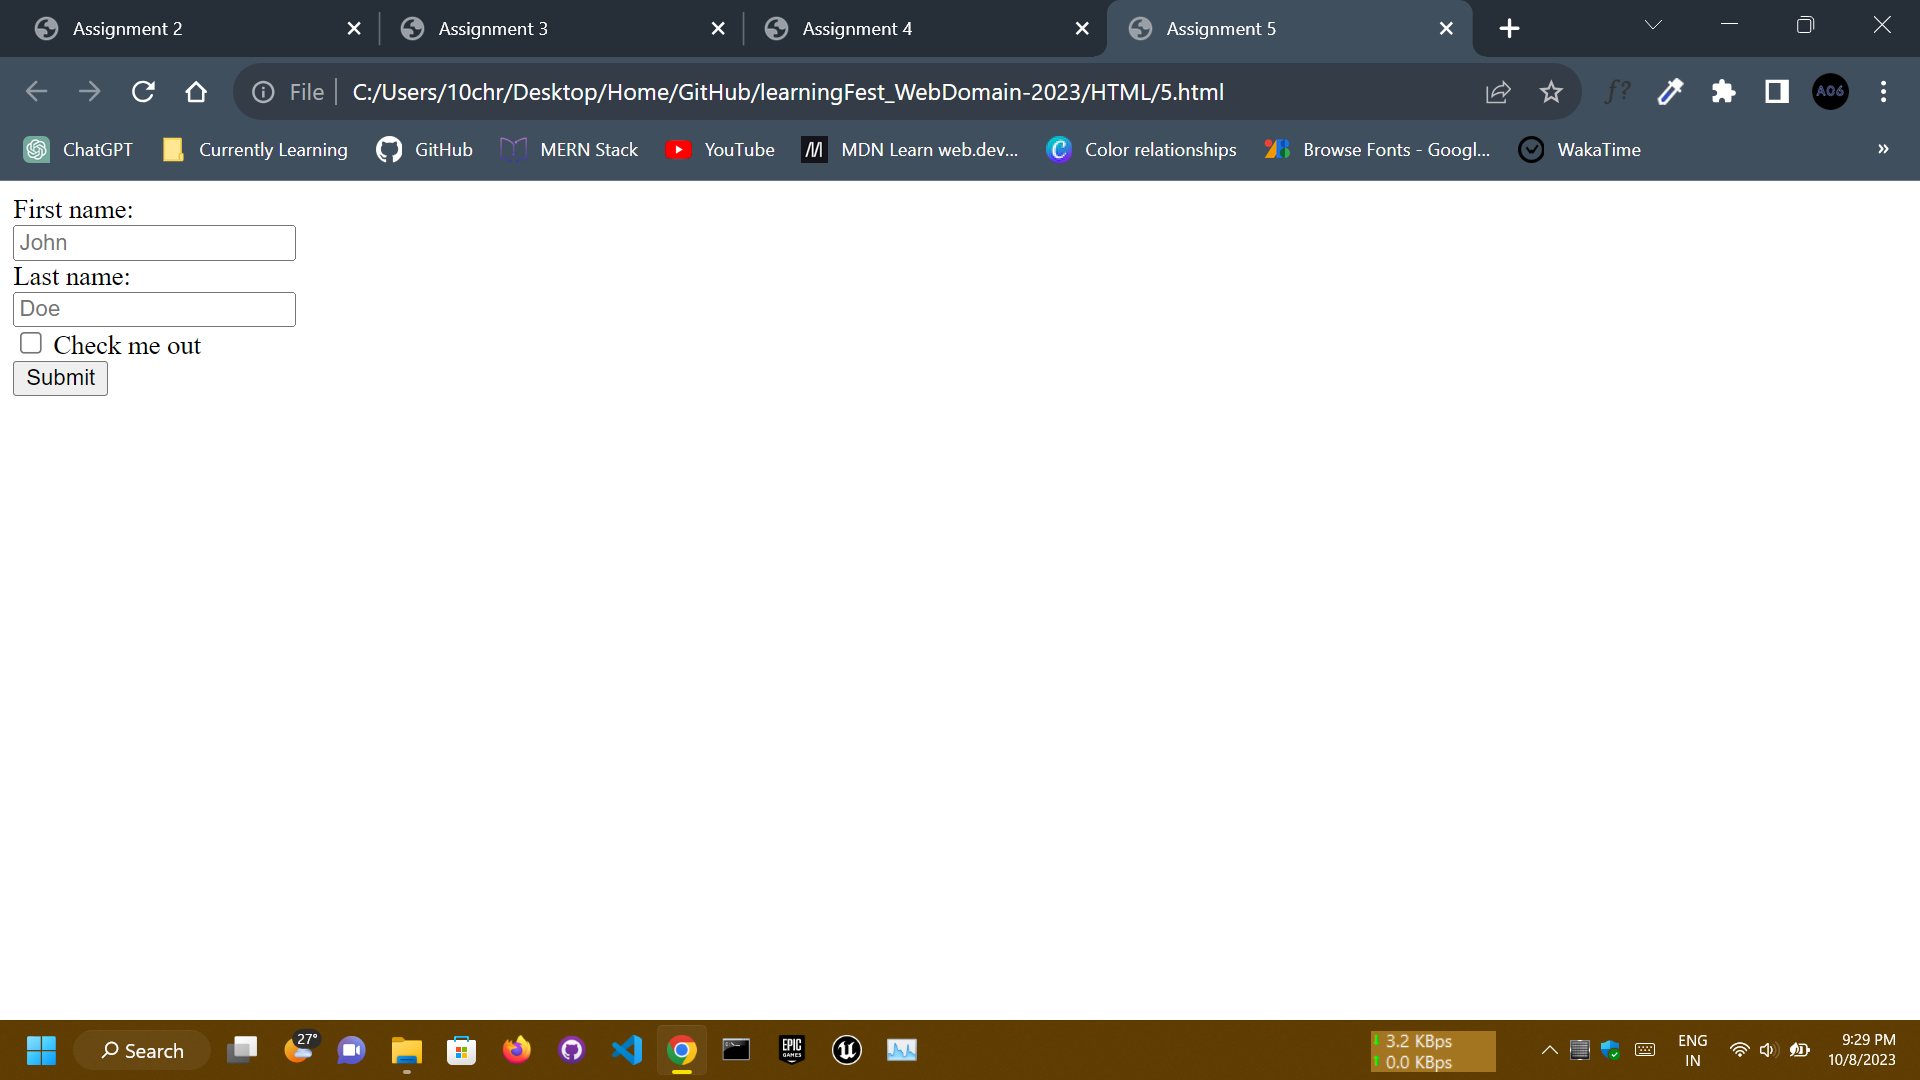 Assignment 2
Assignment 3
Assignment 4
Assignment 5
File
C:/Users/10chr/Desktop/Home/GitHub/learningFest_WebDomain-2023/HTML/5.html
f?
A06
ChatGPT
Currently Learning
GitHub
MERN Stack
YouTube
MDN Learn web.dev...
Color relationships
Browse Fonts - Googl...
WakaTime
»
First name:
John
Last name:
Doe
Check me out
Submit
Search
27°
EPIC
GAMES
3.2 KBps
0.0 KBps
ENG
IN
9:29 PM
10/8/2023